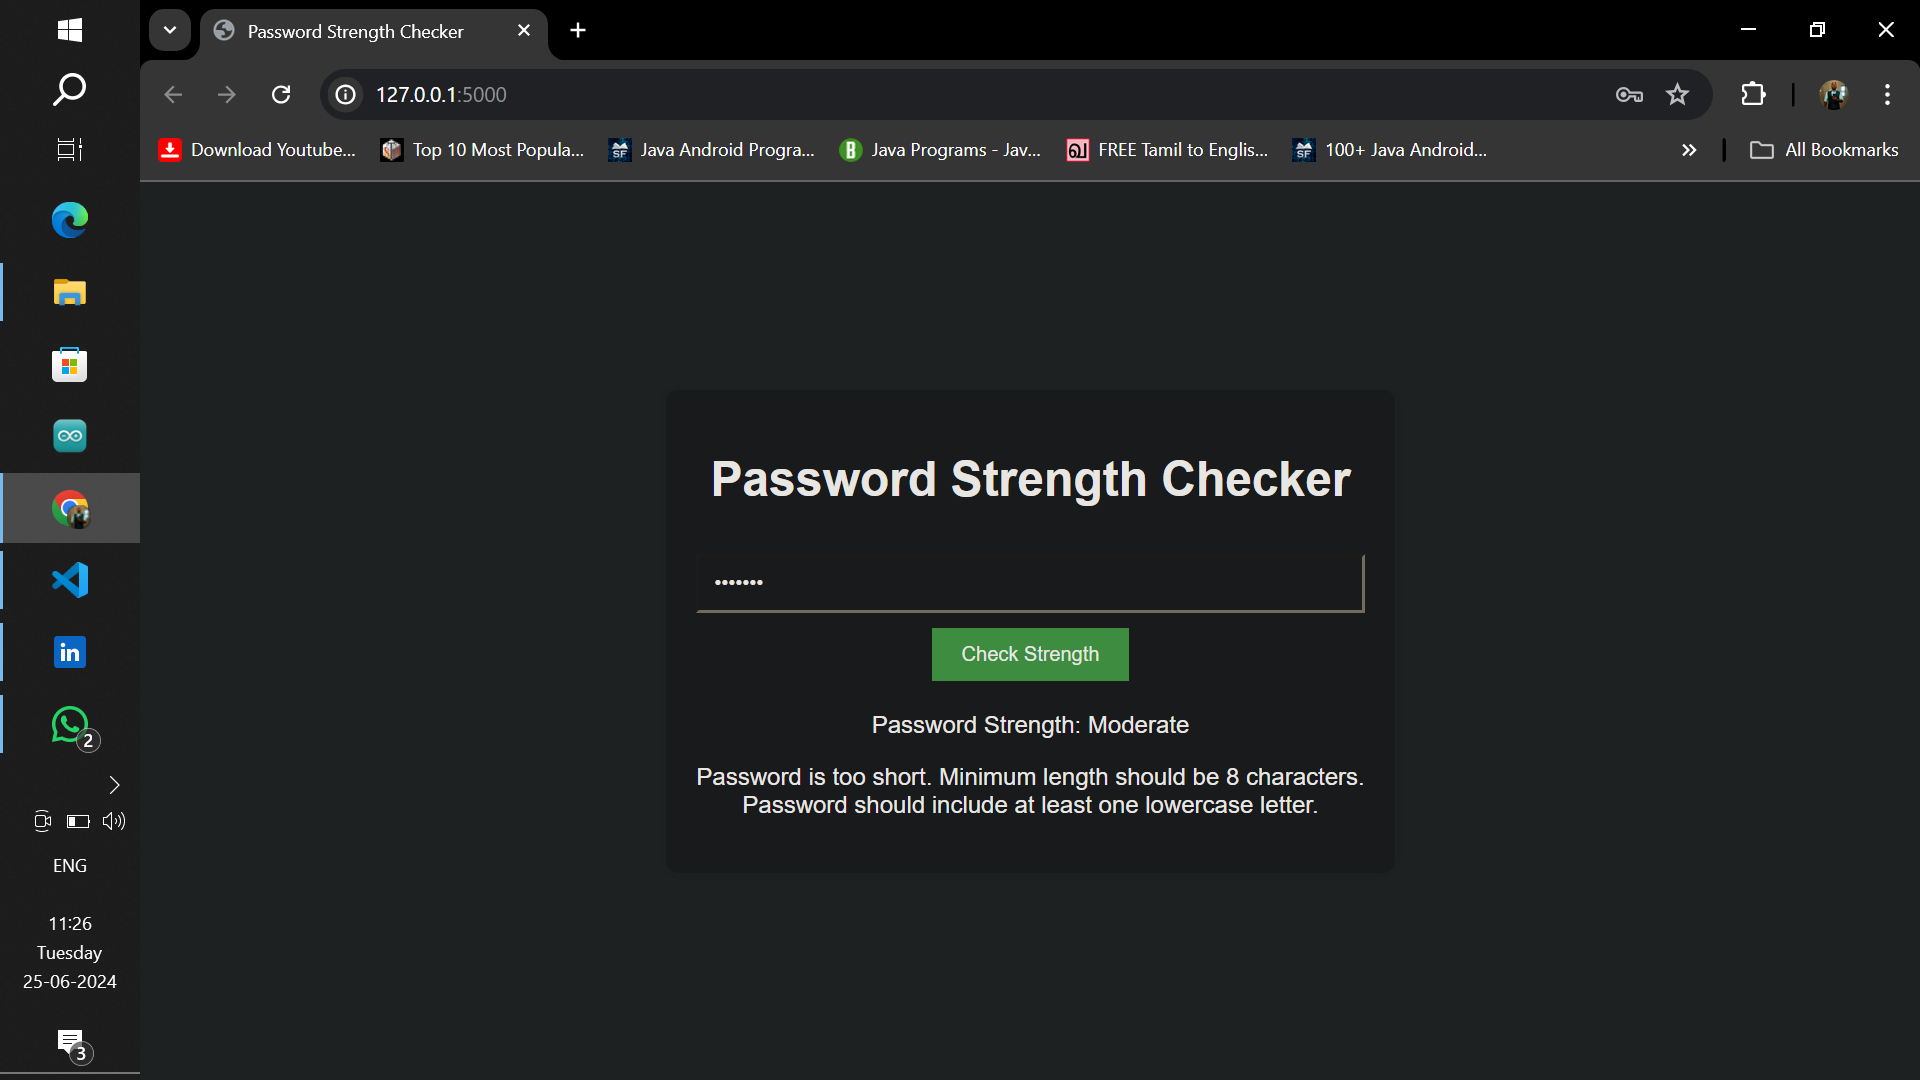 Password Strength Checker
127.0.0.1:5000
Download Youtube...
Top 10 Most Popula...
SF
Java Android Progra...
B
Java Programs - Jav...
FREE Tamil to Englis...
SF
100+ Java Android...
All Bookmarks
Password Strength Checker
•••••••
Check Strength
Password Strength: Moderate
Password is too short. Minimum length should be 8 characters.
Password should include at least one lowercase letter.
in
2
ENG
11:26
Tuesday
25-06-2024
3